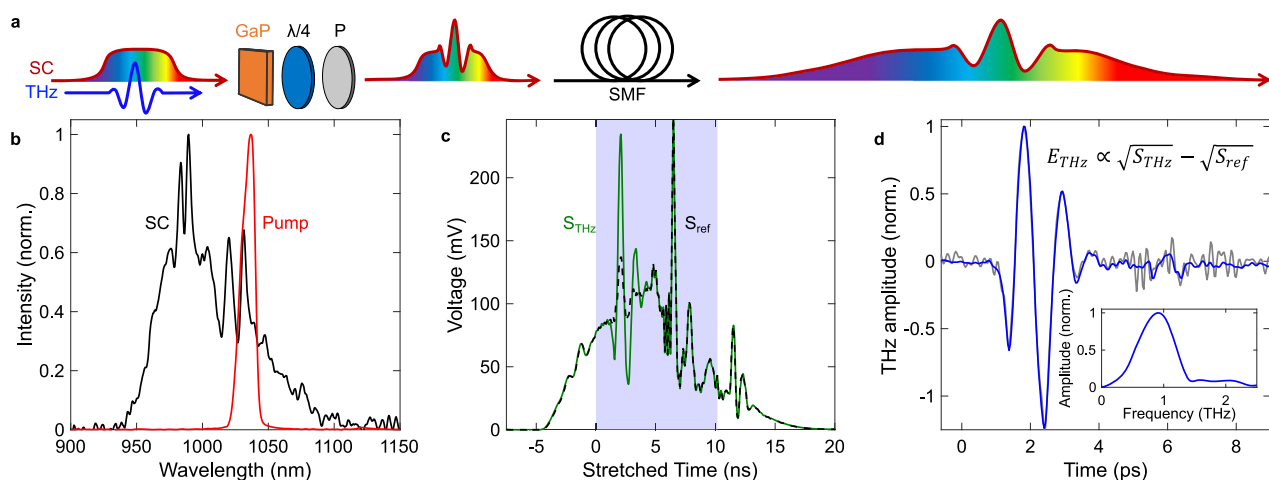 a
GaP
λ/4
P
SC
THz
SMF
b
1
0.8
0.6
0.4
0.2
0
SC
Pump
Intensity (norm.)
900
950
1000
1050
1100
1150
Wavelength (nm)
c
200
150
100
50
0
S_THz
S_ref
Voltage (mV)
-5
0
5
10
15
20
Stretched Time (ns)
d
E_THz ∝ √S_THz − √S_ref
1
0.5
0
-0.5
-1
THz amplitude (norm.)
0
2
4
6
8
Time (ps)
1
0.5
0
Amplitude (norm.)
0
1
2
Frequency (THz)